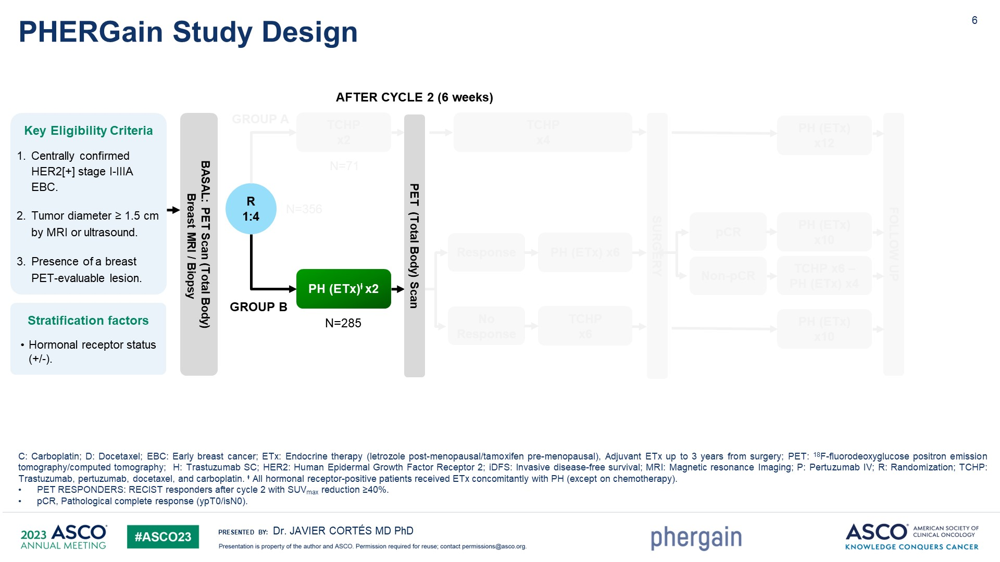 PHERGain Study Design
6
AFTER CYCLE 2 (6 weeks)
Key Eligibility Criteria
1. Centrally confirmed
HER2[+] stage I-IIIA
EBC.
2. Tumor diameter ≥ 1.5 cm
by MRI or ultrasound.
3. Presence of a breast
PET-evaluable lesion.
Stratification factors
• Hormonal receptor status
(+/-).
BASAL: PET Scan (Total Body)
Breast MRI / Biopsy
GROUP A
TCHP
x2
N=71
R
1:4
N=356
GROUP B
PH (ETx)ǂ x2
N=285
PET (Total Body) Scan
TCHP
x4
Response
PH (ETx) x6
No
Response
TCHP
x6
SURGERY
PH (ETx)
x12
pCR
PH (ETx)
x10
Non-pCR
TCHP x6 –
PH (ETx) x4
PH (ETx)
x10
FOLLOW UP
C: Carboplatin; D: Docetaxel; EBC: Early breast cancer; ETx: Endocrine therapy (letrozole post-menopausal/tamoxifen pre-menopausal), Adjuvant ETx up to 3 years from surgery; PET: 18F-fluorodeoxyglucose positron emission
tomography/computed tomography; H: Trastuzumab SC; HER2: Human Epidermal Growth Factor Receptor 2; iDFS: Invasive disease-free survival; MRI: Magnetic resonance Imaging; P: Pertuzumab IV; R: Randomization; TCHP:
Trastuzumab, pertuzumab, docetaxel, and carboplatin. ǂ All hormonal receptor-positive patients received ETx concomitantly with PH (except on chemotherapy).
• PET RESPONDERS: RECIST responders after cycle 2 with SUVmax reduction ≥40%.
• pCR, Pathological complete response (ypT0/isN0).
2023 ASCO®
ANNUAL MEETING
#ASCO23
PRESENTED BY: Dr. JAVIER CORTÉS MD PhD
Presentation is property of the author and ASCO. Permission required for reuse; contact permissions@asco.org.
phergain
ASCO® AMERICAN SOCIETY OF
CLINICAL ONCOLOGY
KNOWLEDGE CONQUERS CANCER